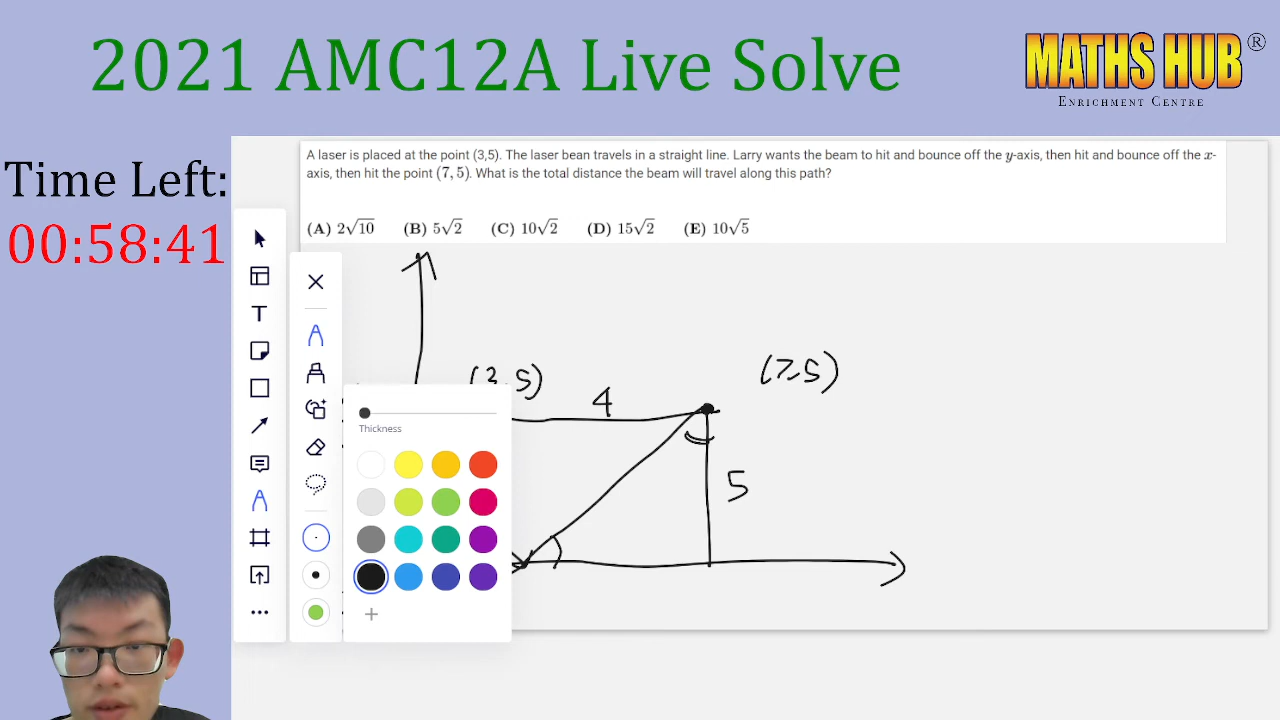 2021 AMC12A Live Solve
MATHS HUB®
ENRICHMENT CENTRE
Time Left:
00:58:41
A laser is placed at the point (3,5). The laser bean travels in a straight line. Larry wants the beam to hit and bounce off the y-axis, then hit and bounce off the x-
axis, then hit the point (7, 5). What is the total distance the beam will travel along this path?
(A) 2√10 (B) 5√2 (C) 10√2 (D) 15√2 (E) 10√5
T
(3,5)
4
(7,5)
5
Thickness